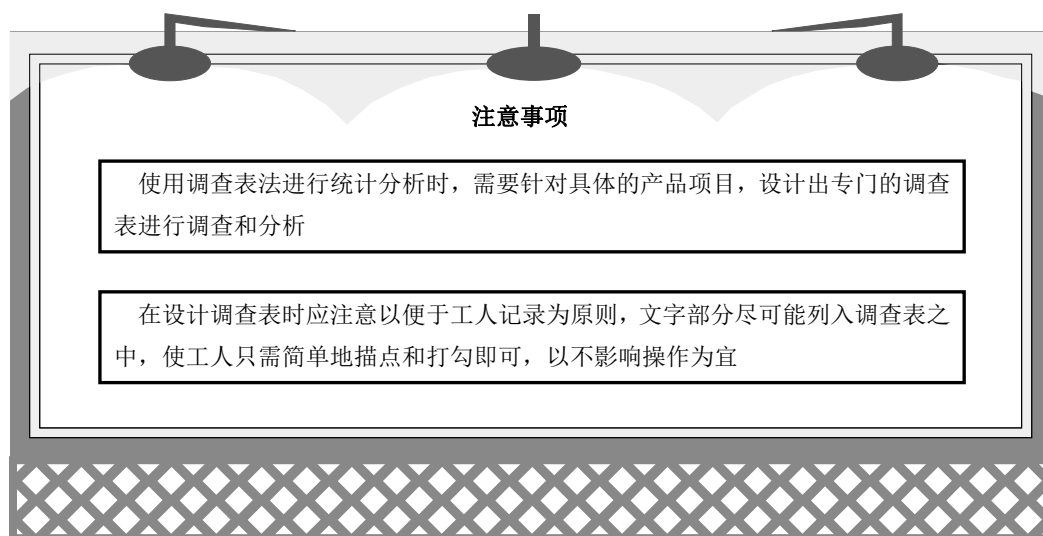 注意事项
使用调查表法进行统计分析时，需要针对具体的产品项目，设计出专门的调查
表进行调查和分析
在设计调查表时应注意以便于工人记录为原则，文字部分尽可能列入调查表之
中，使工人只需简单地描点和打勾即可，以不影响操作为宜